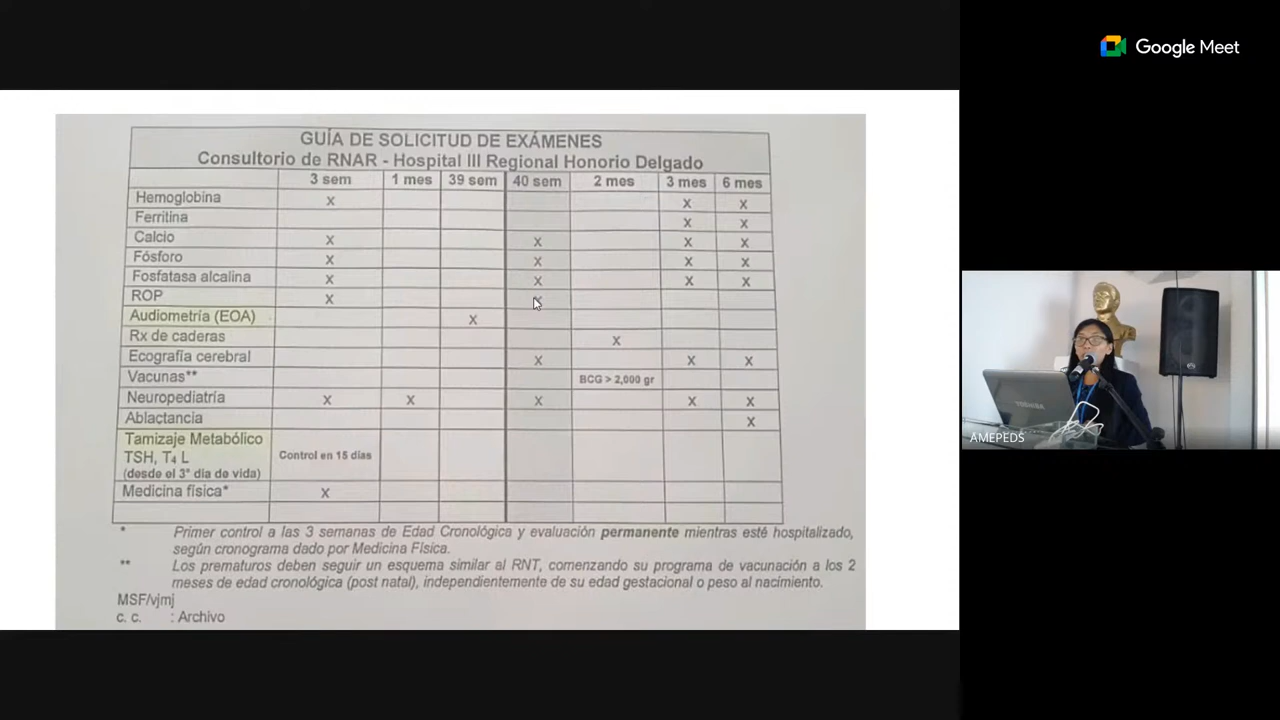 Google Meet
GUÍA DE SOLICITUD DE EXÁMENES
Consultorio de RNAR - Hospital III Regional Honorio Delgado
3 sem 1 mes 39 sem 40 sem 2 mes 3 mes 6 mes
Hemoglobina x x x
Ferritina x x
Calcio x x x x
Fósforo x x x x
Fosfatasa alcalina x x x x
ROP x x
Audiometría (EOA) x
Rx de caderas x
Ecografía cerebral x x x
Vacunas** BCG > 2,000 gr
Neuropediatría x x x x x
Ablactancia x
Tamizaje Metabólico
TSH, T4 L Control en 15 días
(desde el 3° dia de vida)
Medicina física* x
* Primer control a las 3 semanas de Edad Cronológica y evaluación permanente mientras esté hospitalizado,
según cronograma dado por Medicina Física.
** Los prematuros deben seguir un esquema similar al RNT, comenzando su programa de vacunación a los 2
meses de edad cronológica (post natal), independientemente de su edad gestacional o peso al nacimiento.
MSF/vjmj
c. c. : Archivo
TOSHIBA
AMEPEDS